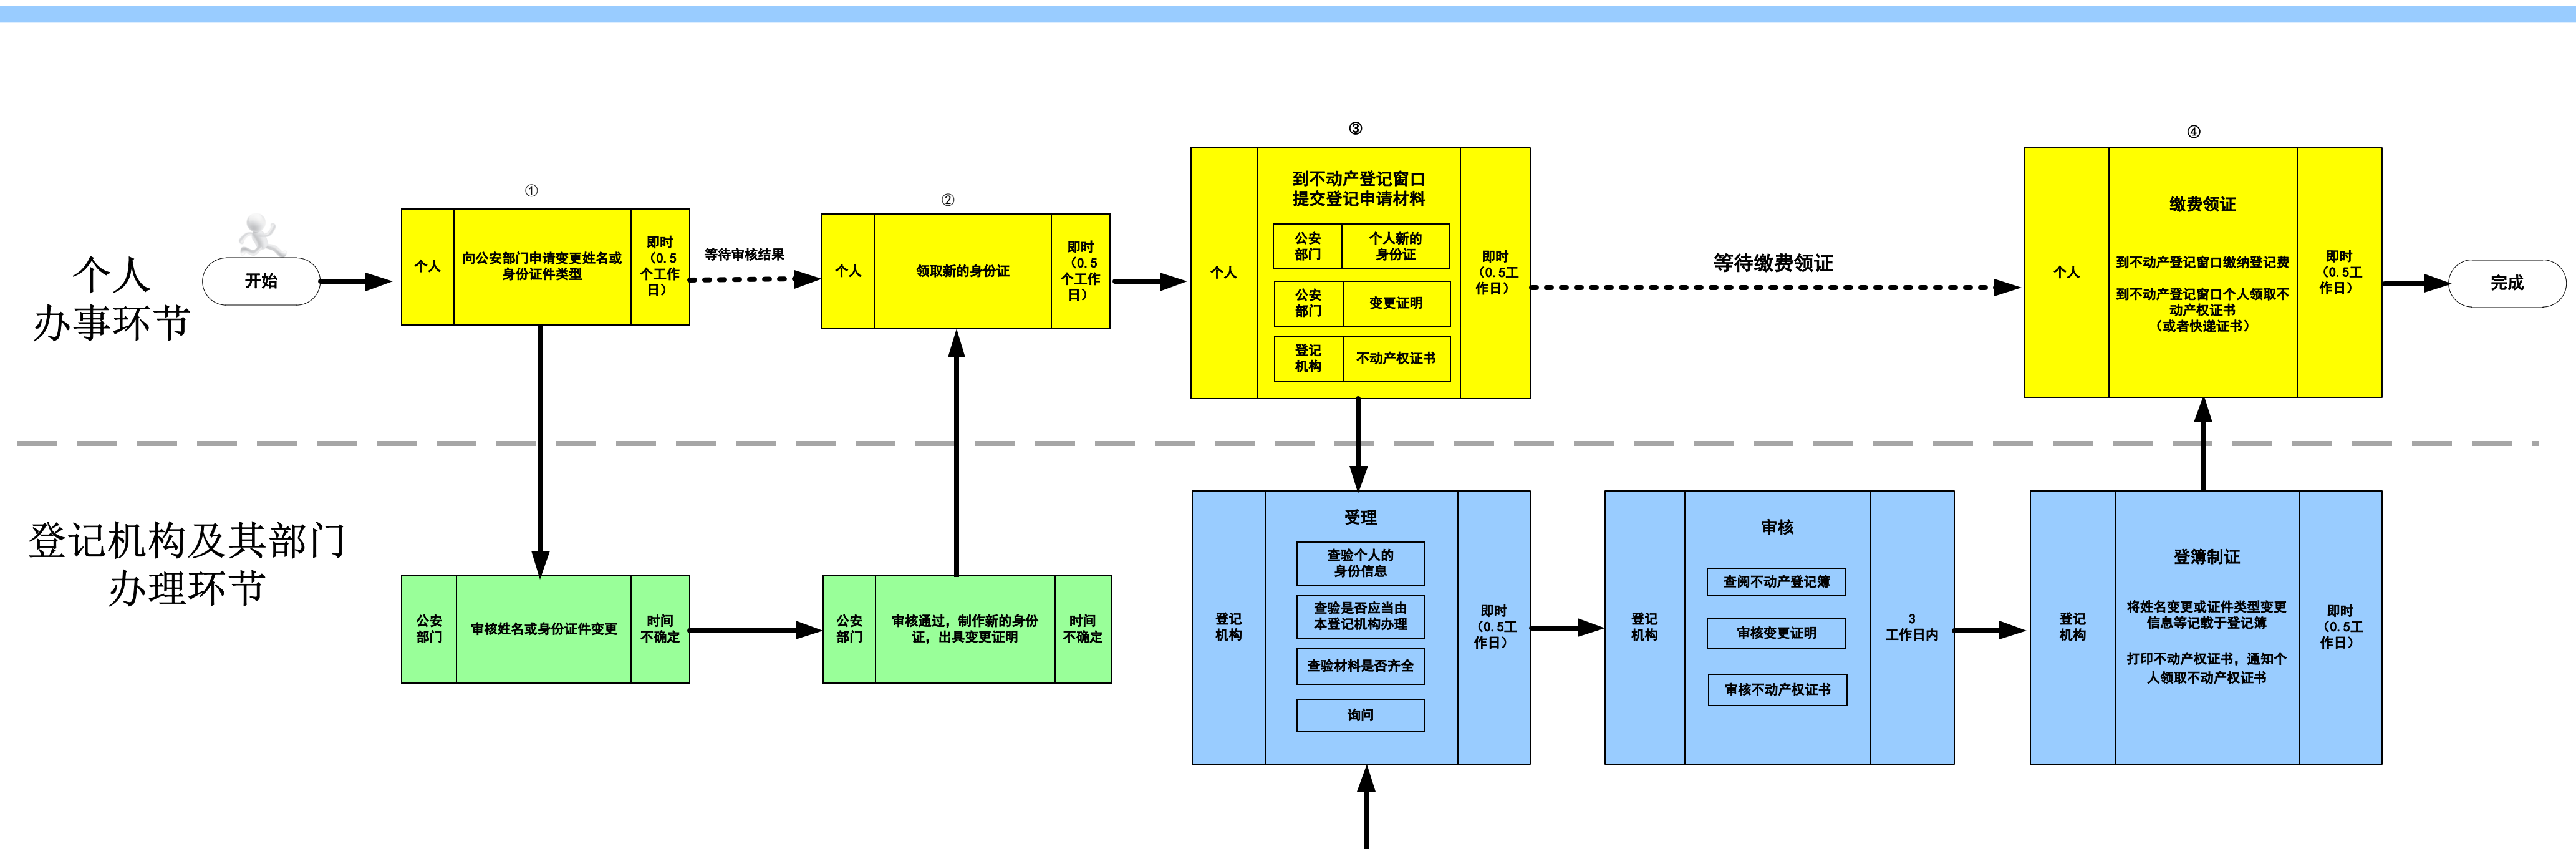 个人
办事环节
开始
①
个人
向公安部门申请变更姓名或
身份证件类型
即时
（0.5
个工作
日）
等待审核结果
②
个人
领取新的身份证
即时
（0.5
个工作
日）
③
个人
到不动产登记窗口
提交登记申请材料
公安
部门
个人新的
身份证
公安
部门
变更证明
登记
机构
不动产权证书
即时
（0.5工
作日）
等待缴费领证
④
个人
缴费领证
到不动产登记窗口缴纳登记费
到不动产登记窗口个人领取不
动产权证书
（或者快递证书）
即时
（0.5工
作日）
完成
登记机构及其部门
办理环节
公安
部门
审核姓名或身份证件变更
时间
不确定
公安
部门
审核通过，制作新的身份
证，出具变更证明
时间
不确定
登记
机构
受理
查验个人的
身份信息
查验是否应当由
本登记机构办理
查验材料是否齐全
询问
即时
（0.5工
作日）
登记
机构
审核
查阅不动产登记簿
审核变更证明
审核不动产权证书
3
工作日内
登记
机构
登簿制证
将姓名变更或证件类型变更
信息等记载于登记簿
打印不动产权证书，通知个
人领取不动产权证书
即时
（0.5工
作日）